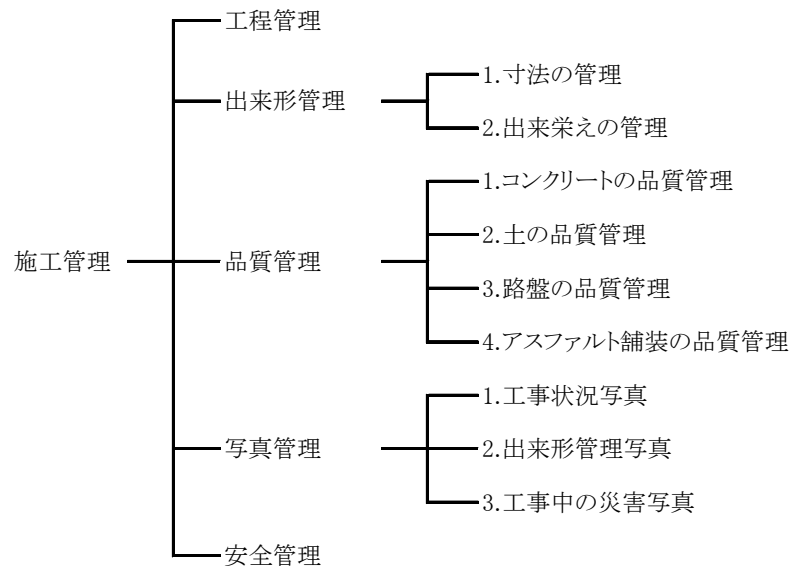 工程管理
出来形管理
1.寸法の管理
2.出来栄えの管理
施工管理
品質管理
1.コンクリートの品質管理
2.土の品質管理
3.路盤の品質管理
4.アスファルト舗装の品質管理
写真管理
1.工事状況写真
2.出来形管理写真
3.工事中の災害写真
安全管理